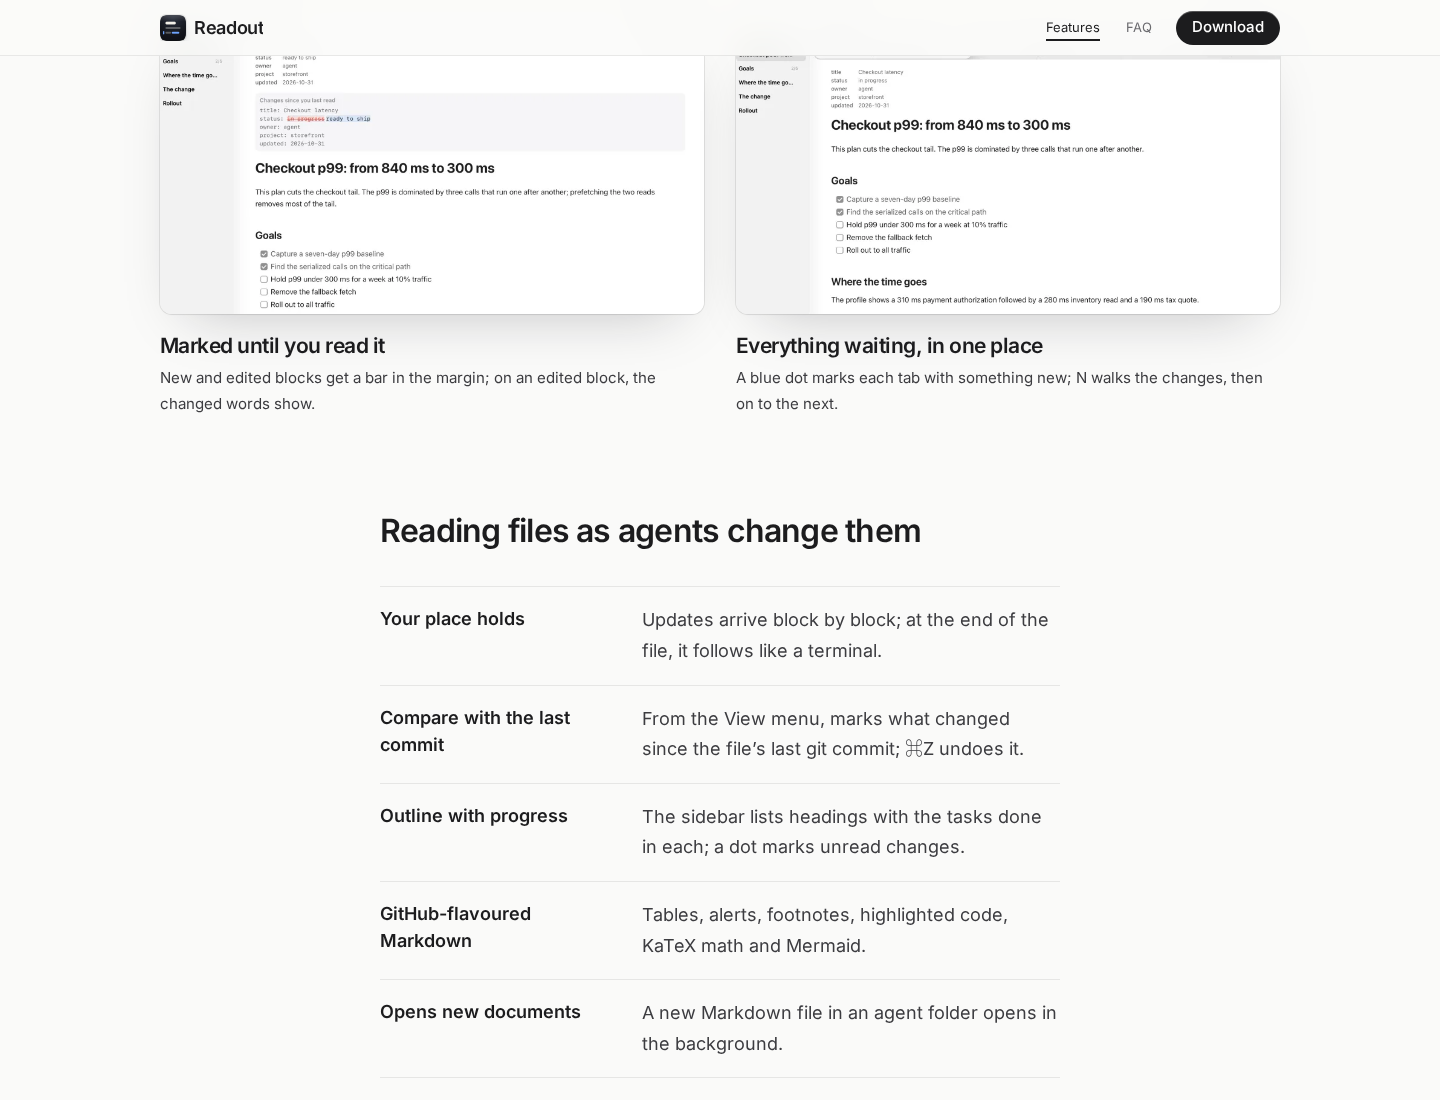 Readout
Features
FAQ
Download
Goals
Where the time go...
The change
Rollout
status ready to ship
owner agent
project storefront
updated 2026-10-31
Changes since you last read
title: Checkout latency
status: in progress ready to ship
owner: agent
project: storefront
updated: 2026-10-31
Checkout p99: from 840 ms to 300 ms
This plan cuts the checkout tail. The p99 is dominated by three calls that run one after another; prefetching the two reads
removes most of the tail.
Goals
Capture a seven-day p99 baseline
Find the serialized calls on the critical path
Hold p99 under 300 ms for a week at 10% traffic
Remove the fallback fetch
Roll out to all traffic
Goals
Where the time go...
The change
Rollout
title Checkout latency
status in progress
owner agent
project storefront
updated 2026-10-31
Checkout p99: from 840 ms to 300 ms
This plan cuts the checkout tail. The p99 is dominated by three calls that run one after another.
Goals
Capture a seven-day p99 baseline
Find the serialized calls on the critical path
Hold p99 under 300 ms for a week at 10% traffic
Remove the fallback fetch
Roll out to all traffic
Where the time goes
The profile shows a 310 ms payment authorization followed by a 280 ms inventory read and a 190 ms tax quote.
Marked until you read it
New and edited blocks get a bar in the margin; on an edited block, the
changed words show.
Everything waiting, in one place
A blue dot marks each tab with something new; N walks the changes, then
on to the next.
Reading files as agents change them
Your place holds
Updates arrive block by block; at the end of the
file, it follows like a terminal.
Compare with the last
commit
From the View menu, marks what changed
since the file’s last git commit; ⌘Z undoes it.
Outline with progress
The sidebar lists headings with the tasks done
in each; a dot marks unread changes.
GitHub-flavoured
Markdown
Tables, alerts, footnotes, highlighted code,
KaTeX math and Mermaid.
Opens new documents
A new Markdown file in an agent folder opens in
the background.